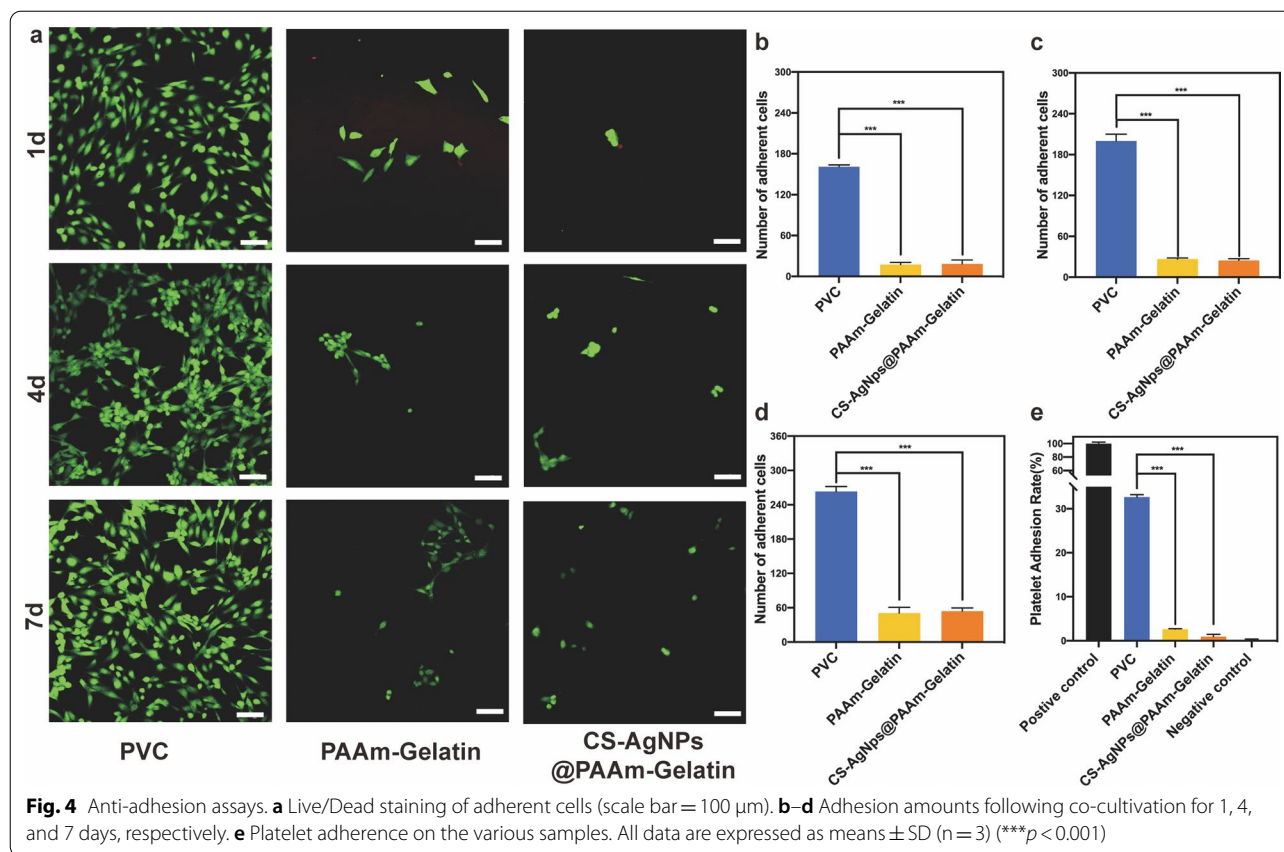 a
1d
4d
7d
PVC
PAAm-Gelatin
CS-AgNPs
@PAAm-Gelatin
b
Number of adherent cells
300
240
180
120
60
0
***
***
PVC
PAAm-Gelatin
CS-AgNps@PAAm-Gelatin
c
Number of adherent cells
300
240
180
120
60
0
***
***
PVC
PAAm-Gelatin
CS-AgNps@PAAm-Gelatin
d
Number of adherent cells
360
300
240
180
120
60
0
***
***
PVC
PAAm-Gelatin
CS-AgNPs@PAAm-Gelatin
e
Platelet Adhesion Rate(%)
100
80
60
30
20
10
0
***
***
Postive control
PVC
PAAm-Gelatin
CS-AgNPs@PAAm-Gelatin
Negative control
Fig. 4 Anti-adhesion assays. a Live/Dead staining of adherent cells (scale bar = 100 μm). b–d Adhesion amounts following co-cultivation for 1, 4,
and 7 days, respectively. e Platelet adherence on the various samples. All data are expressed as means ± SD (n = 3) (***p < 0.001)